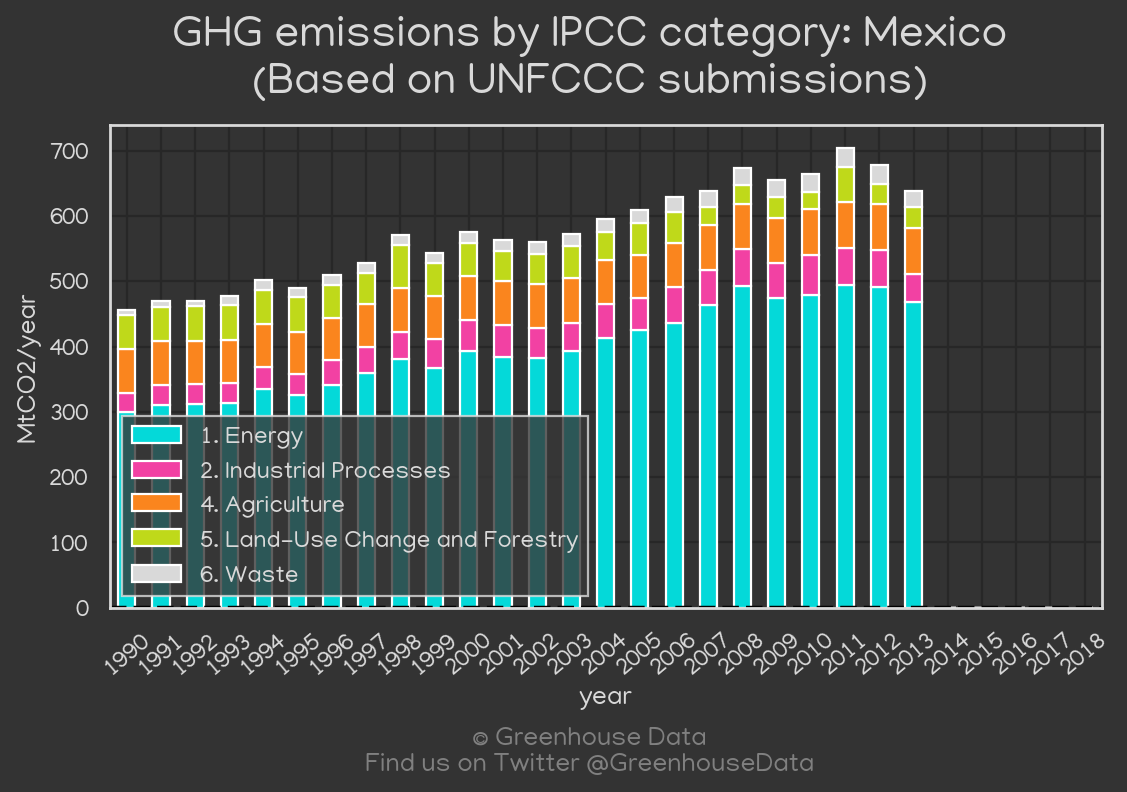 GHG emissions by IPCC category: Mexico
(Based on UNFCCC submissions)
MtCO2/year
700
600
500
400
300
200
100
0
1. Energy
2. Industrial Processes
4. Agriculture
5. Land-Use Change and Forestry
6. Waste
1990 1991 1992 1993 1994 1995 1996 1997 1998 1999 2000 2001 2002 2003 2004 2005 2006 2007 2008 2009 2010 2011 2012 2013 2014 2015 2016 2017 2018
year
© Greenhouse Data
Find us on Twitter @GreenhouseData